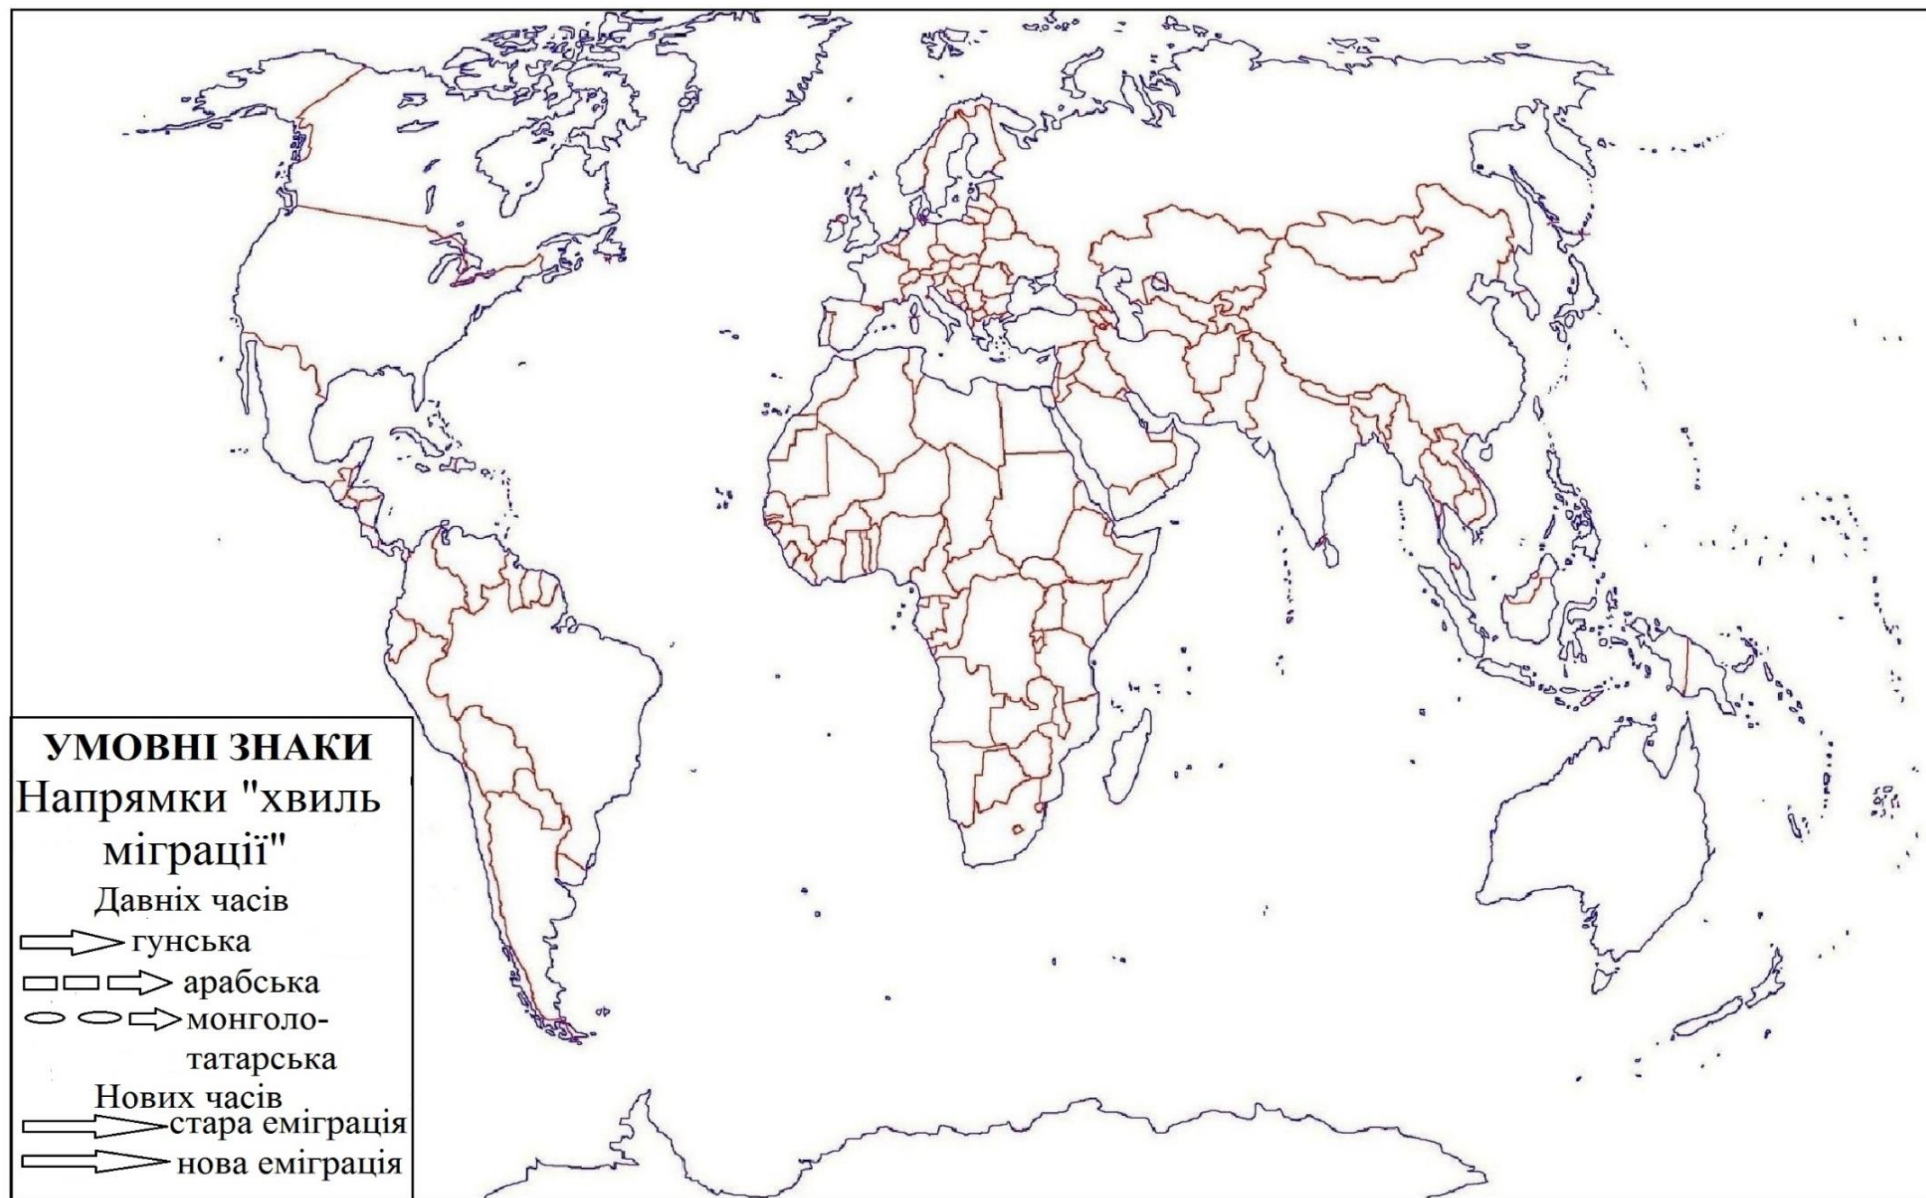 УМОВНІ ЗНАКИ
Напрямки "хвиль
міграції"
Давніх часів
гунська
арабська
монголо-
татарська
Нових часів
стара еміграція
нова еміграція